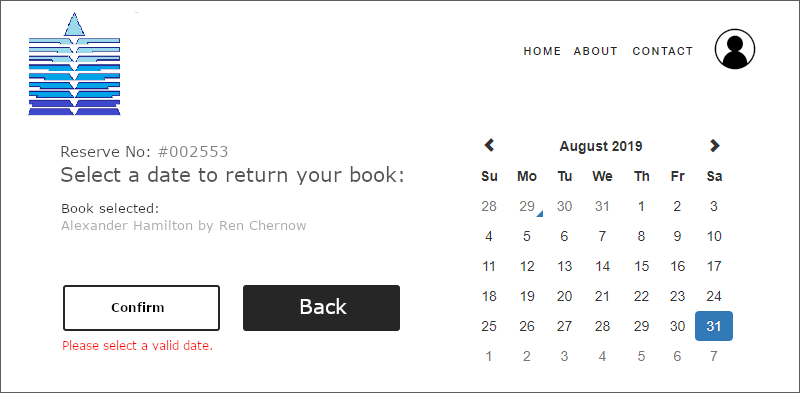 HOME ABOUT CONTACT
Reserve No: #002553
Select a date to return your book:
Book selected:
Alexander Hamilton by Ren Chernow
Confirm
Back
Please select a valid date.
August 2019
Su Mo Tu We Th Fr Sa
28 29 30 31 1 2 3
4 5 6 7 8 9 10
11 12 13 14 15 16 17
18 19 20 21 22 23 24
25 26 27 28 29 30 31
1 2 3 4 5 6 7